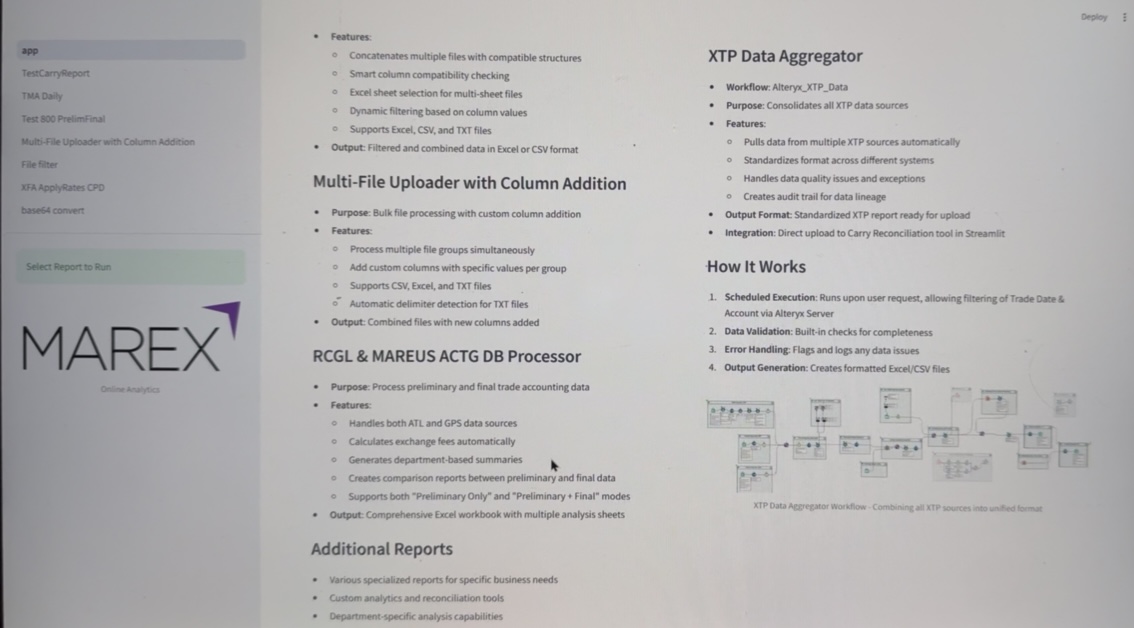 Deploy
app
TestCarryReport
TMA Daily
Test 800 PrelimFinal
Multi-File Uploader with Column Addition
File filter
XFA ApplyRates CPD
base64 convert
Select Report to Run
MAREX
Online Analytics
• Features:
○ Concatenates multiple files with compatible structures
○ Smart column compatibility checking
○ Excel sheet selection for multi-sheet files
○ Dynamic filtering based on column values
○ Supports Excel, CSV, and TXT files
• Output: Filtered and combined data in Excel or CSV format
Multi-File Uploader with Column Addition
• Purpose: Bulk file processing with custom column addition
• Features:
○ Process multiple file groups simultaneously
○ Add custom columns with specific values per group
○ Supports CSV, Excel, and TXT files
○ Automatic delimiter detection for TXT files
• Output: Combined files with new columns added
RCGL & MAREUS ACTG DB Processor
• Purpose: Process preliminary and final trade accounting data
• Features:
○ Handles both ATL and GPS data sources
○ Calculates exchange fees automatically
○ Generates department-based summaries
○ Creates comparison reports between preliminary and final data
○ Supports both "Preliminary Only" and "Preliminary + Final" modes
• Output: Comprehensive Excel workbook with multiple analysis sheets
Additional Reports
• Various specialized reports for specific business needs
• Custom analytics and reconciliation tools
• Department-specific analysis capabilities
XTP Data Aggregator
• Workflow: Alteryx_XTP_Data
• Purpose: Consolidates all XTP data sources
• Features:
○ Pulls data from multiple XTP sources automatically
○ Standardizes format across different systems
○ Handles data quality issues and exceptions
○ Creates audit trail for data lineage
• Output Format: Standardized XTP report ready for upload
• Integration: Direct upload to Carry Reconciliation tool in Streamlit
How It Works
1. Scheduled Execution: Runs upon user request, allowing filtering of Trade Date &
Account via Alteryx Server
2. Data Validation: Built-in checks for completeness
3. Error Handling: Flags and logs any data issues
4. Output Generation: Creates formatted Excel/CSV files
XTP Data Aggregator Workflow - Combining all XTP sources into unified format